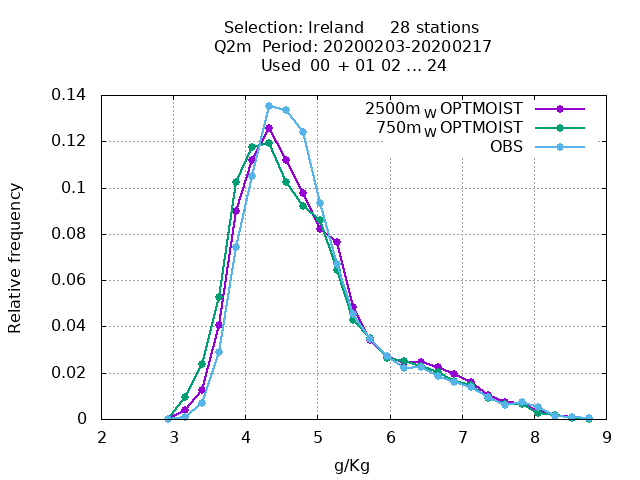 Selection: Ireland 28 stations
Q2m Period: 20200203-20200217
Used 00 + 01 02 ... 24
2500m W OPTMOIST
750m W OPTMOIST
OBS
Relative frequency
0.14
0.12
0.1
0.08
0.06
0.04
0.02
0
2 3 4 5 6 7 8 9
g/Kg